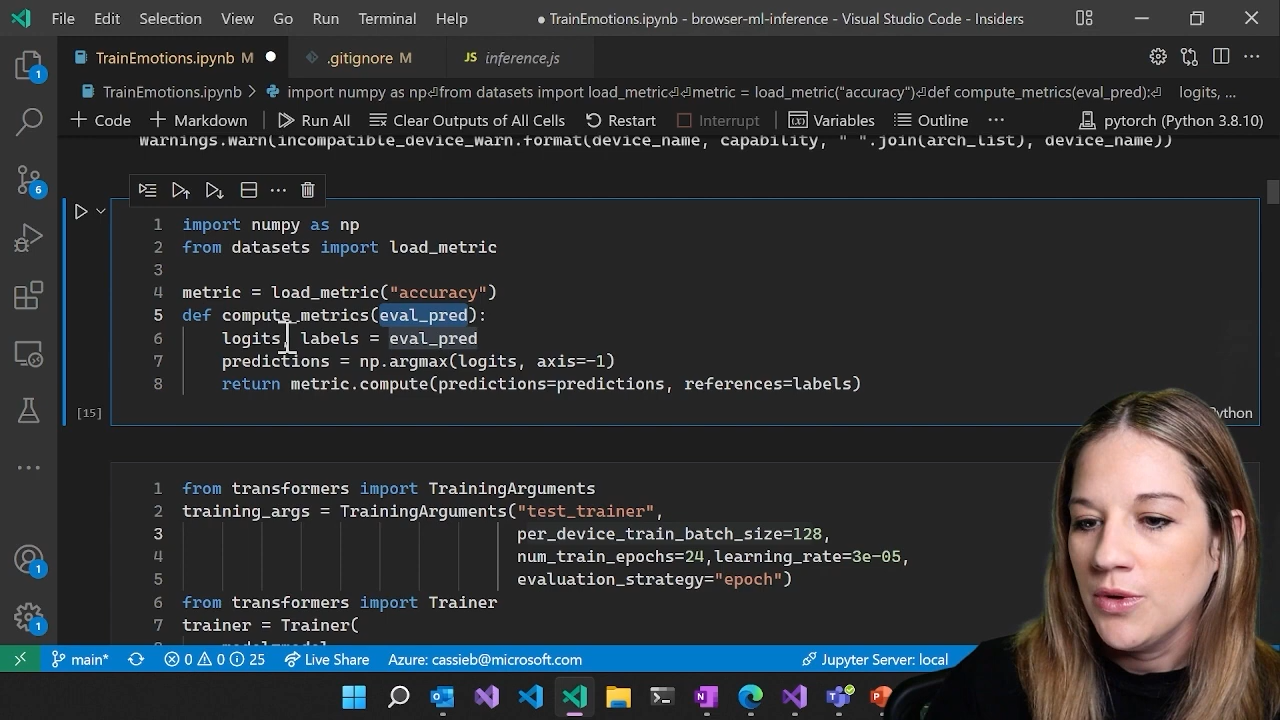 File Edit Selection View Go Run Terminal Help
● TrainEmotions.ipynb - browser-ml-inference - Visual Studio Code - Insiders
TrainEmotions.ipynb M ● .gitignore M JS inference.js
TrainEmotions.ipynb > import numpy as np⏎from datasets import load_metric⏎⏎metric = load_metric("accuracy")⏎def compute_metrics(eval_pred):⏎ logits, ...
+ Code + Markdown Run All Clear Outputs of All Cells Restart Interrupt Variables Outline ... pytorch (Python 3.8.10)
warnings.warn(incompatible_device_warn.format(device_name, capability, " ".join(arch_list), device_name))
1 import numpy as np
2 from datasets import load_metric
3
4 metric = load_metric("accuracy")
5 def compute_metrics(eval_pred):
6 logits, labels = eval_pred
7 predictions = np.argmax(logits, axis=-1)
8 return metric.compute(predictions=predictions, references=labels)
[15]
Python
1 from transformers import TrainingArguments
2 training_args = TrainingArguments("test_trainer",
3 per_device_train_batch_size=128,
4 num_train_epochs=24,learning_rate=3e-05,
5 evaluation_strategy="epoch")
6 from transformers import Trainer
7 trainer = Trainer(
8 model=model
1
6
1
1
main* 0 0 25 Live Share Azure: cassieb@microsoft.com Jupyter Server: local